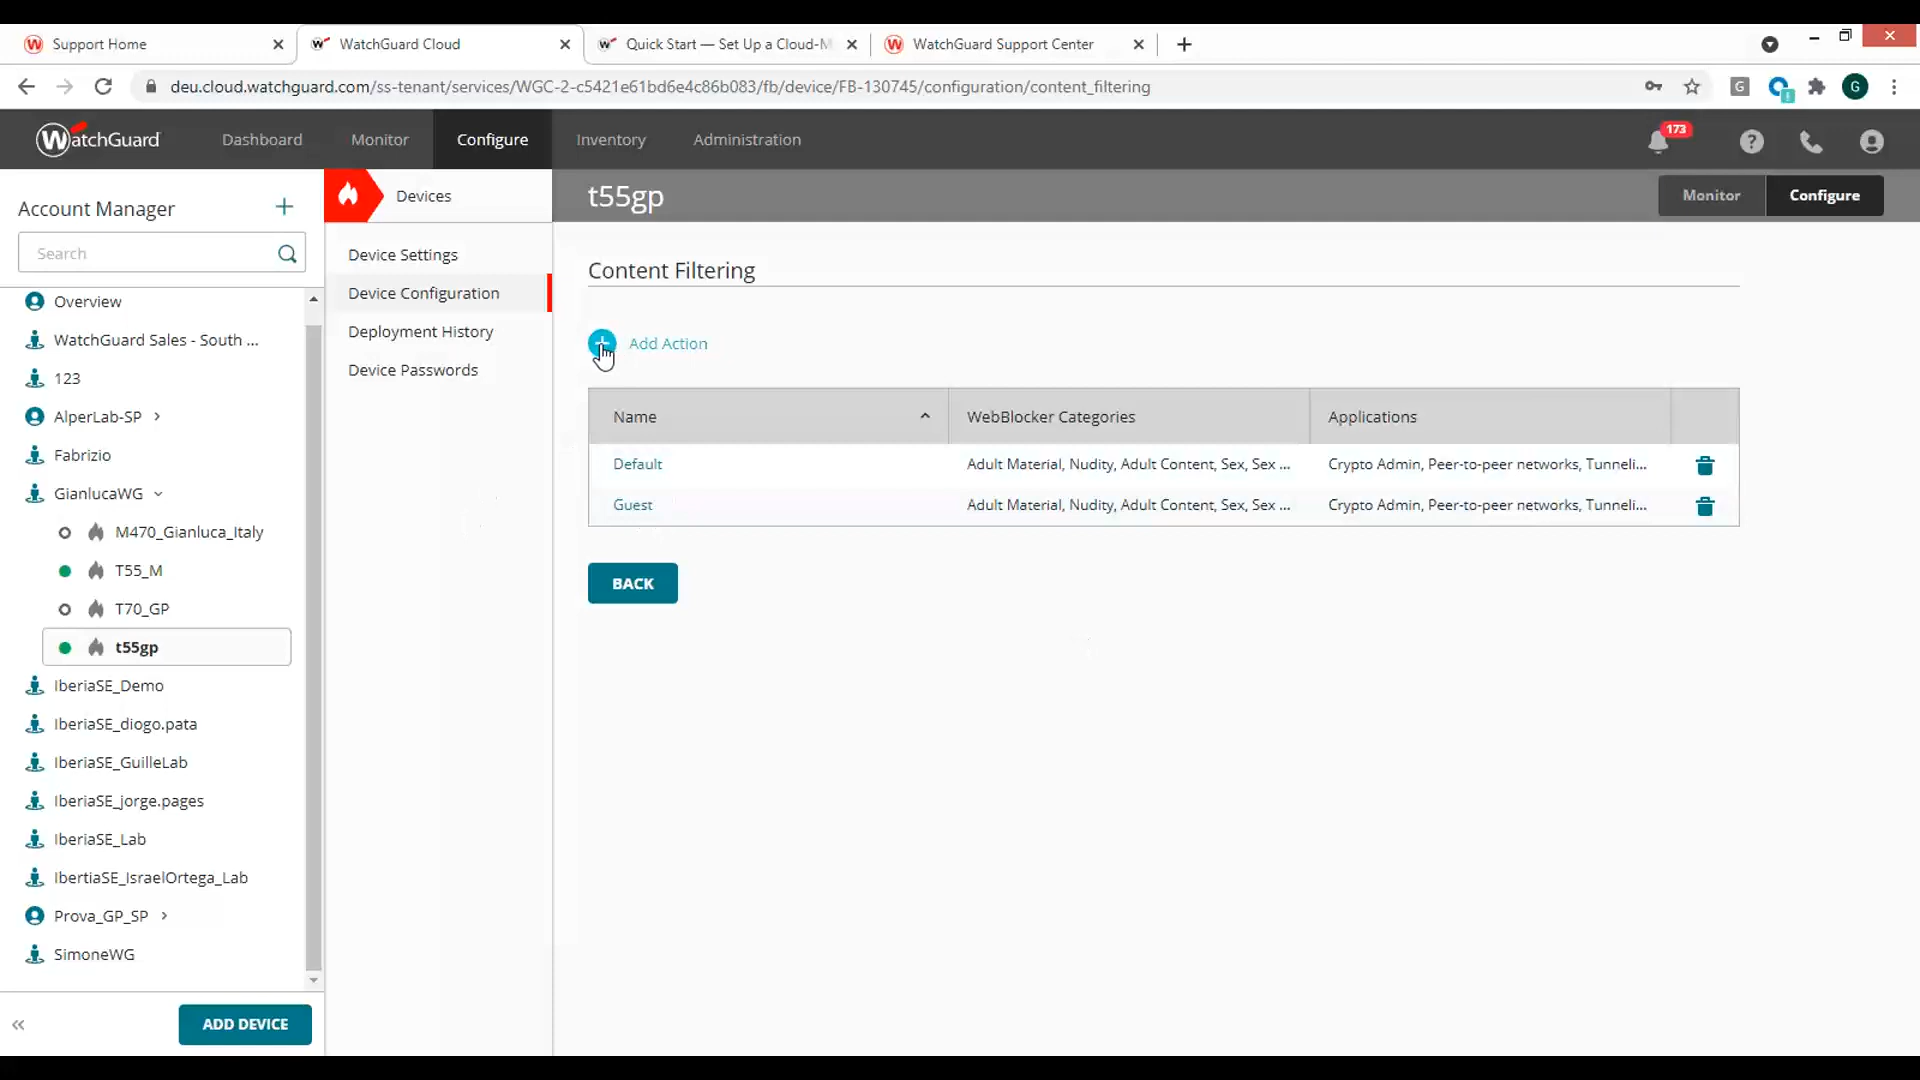 Support Home
WatchGuard Cloud
Quick Start — Set Up a Cloud-M
WatchGuard Support Center
deu.cloud.watchguard.com/ss-tenant/services/WGC-2-c5421e61bd6e4c86b083/fb/device/FB-130745/configuration/content_filtering
G
G
WatchGuard
Dashboard
Monitor
Configure
Inventory
Administration
173
Account Manager
Search
Overview
WatchGuard Sales - South ...
123
AlperLab-SP
Fabrizio
GianlucaWG
M470_Gianluca_Italy
T55_M
T70_GP
t55gp
IberiaSE_Demo
IberiaSE_diogo.pata
IberiaSE_GuilleLab
IberiaSE_jorge.pages
IberiaSE_Lab
IbertiaSE_IsraelOrtega_Lab
Prova_GP_SP
SimoneWG
ADD DEVICE
Devices
Device Settings
Device Configuration
Deployment History
Device Passwords
t55gp
Monitor
Configure
Content Filtering
Add Action
Name
WebBlocker Categories
Applications
Default
Adult Material, Nudity, Adult Content, Sex, Sex ...
Crypto Admin, Peer-to-peer networks, Tunneli...
Guest
Adult Material, Nudity, Adult Content, Sex, Sex ...
Crypto Admin, Peer-to-peer networks, Tunneli...
BACK